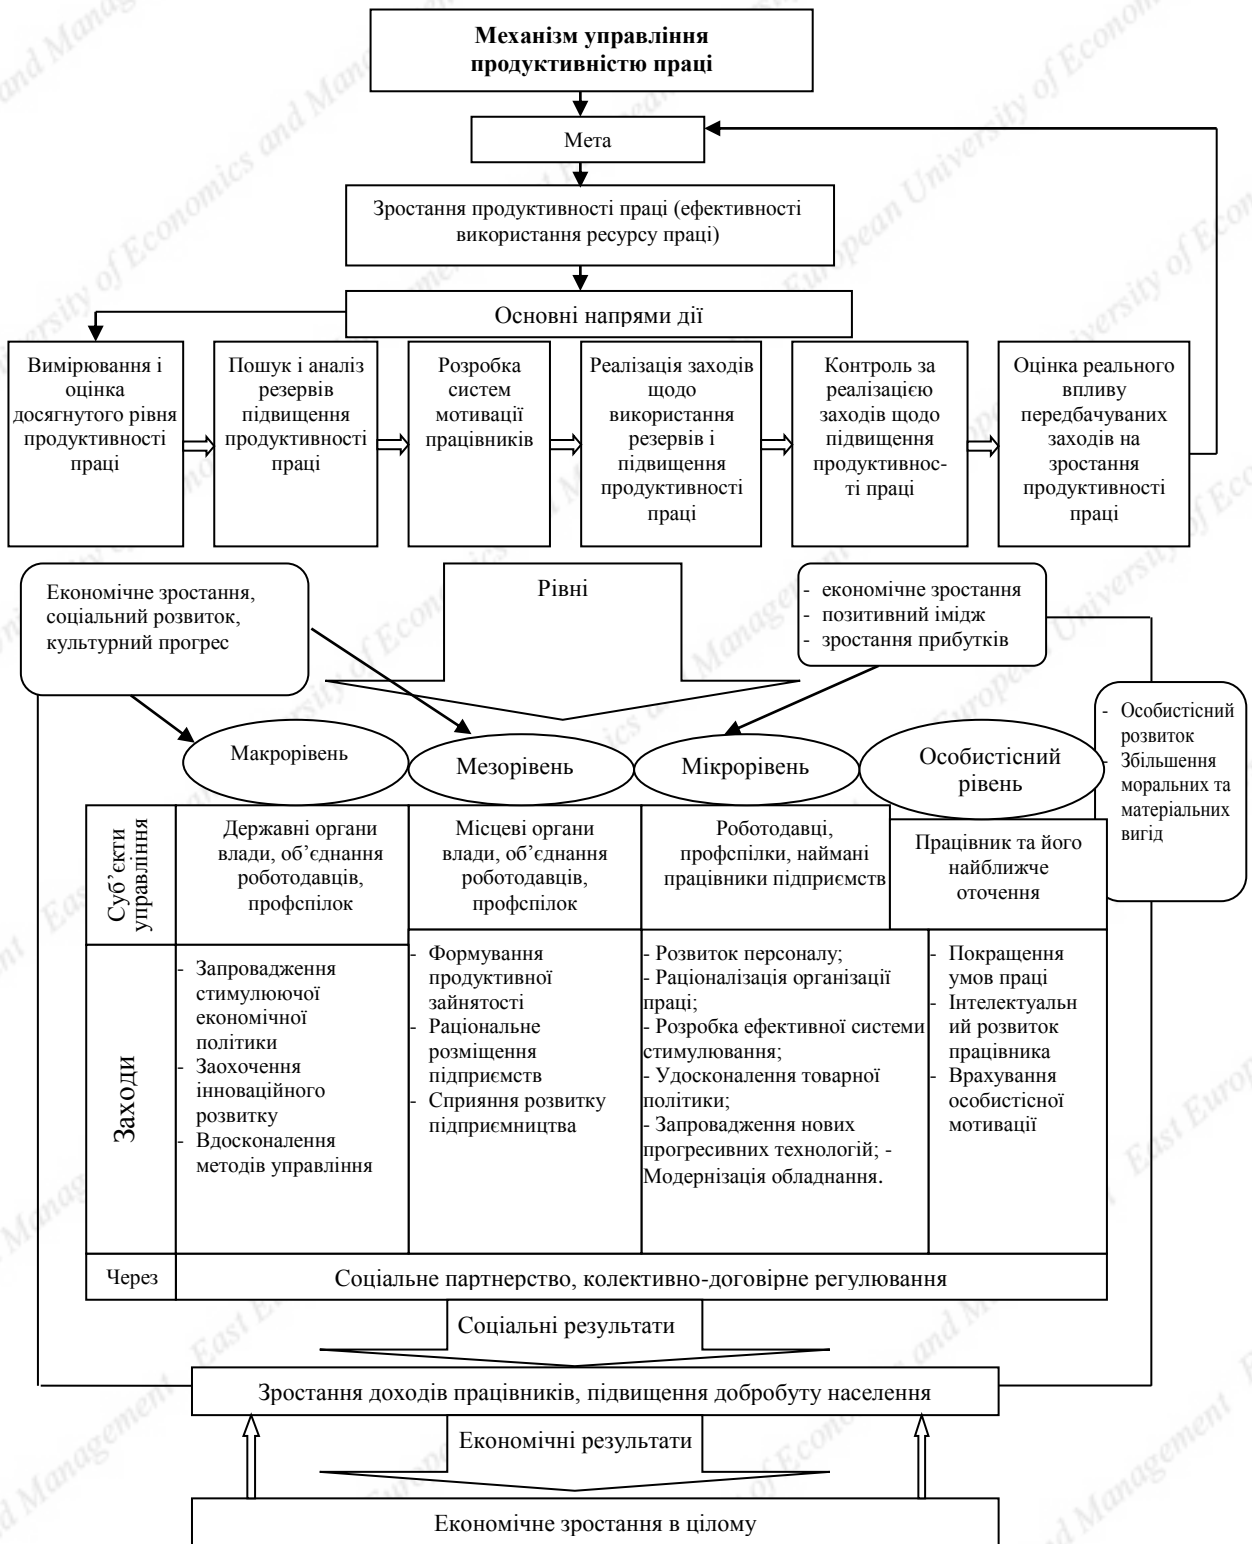 Механізм управління
продуктивністю праці
Мета
Зростання продуктивності праці (ефективності
використання ресурсу праці)
Основні напрями дії
Вимірювання і
оцінка
досягнутого рівня
продуктивності
праці
Пошук і аналіз
резервів
підвищення
продуктивності
праці
Розробка
систем
мотивації
працівників
Реалізація заходів
щодо
використання
резервів і
підвищення
продуктивності
праці
Контроль за
реалізацією
заходів щодо
підвищення
продуктивнос-
ті праці
Оцінка реального
впливу
передбачуваних
заходів на
зростання
продуктивності
праці
Економічне зростання,
соціальний розвиток,
культурний прогрес
Рівні
- економічне зростання
- позитивний імідж
- зростання прибутків
- Особистісний
розвиток
- Збільшення
моральних та
матеріальних
вигід
Макрорівень
Мезорівень
Мікрорівень
Особистісний
рівень
Суб’єкти
управління
Державні органи
влади, об’єднання
роботодавців,
профспілок
Місцеві органи
влади, об’єднання
роботодавців,
профспілок
Роботодавці,
профспілки, наймані
працівники підприємств
Працівник та його
найближче
оточення
Заходи
- Запровадження
стимулюючої
економічної
політики
- Заохочення
інноваційного
розвитку
- Вдосконалення
методів управління
- Формування
продуктивної
зайнятості
- Раціональне
розміщення
підприємств
- Сприяння розвитку
підприємництва
- Розвиток персоналу;
- Раціоналізація організації
праці;
- Розробка ефективної системи
стимулювання;
- Удосконалення товарної
політики;
- Запровадження нових
прогресивних технологій; -
Модернізація обладнання.
- Покращення
умов праці
- Інтелектуальн
ий розвиток
працівника
- Врахування
особистісної
мотивації
Через
Соціальне партнерство, колективно-договірне регулювання
Соціальні результати
Зростання доходів працівників, підвищення добробуту населення
Економічні результати
Економічне зростання в цілому
East European University of Economics and Management